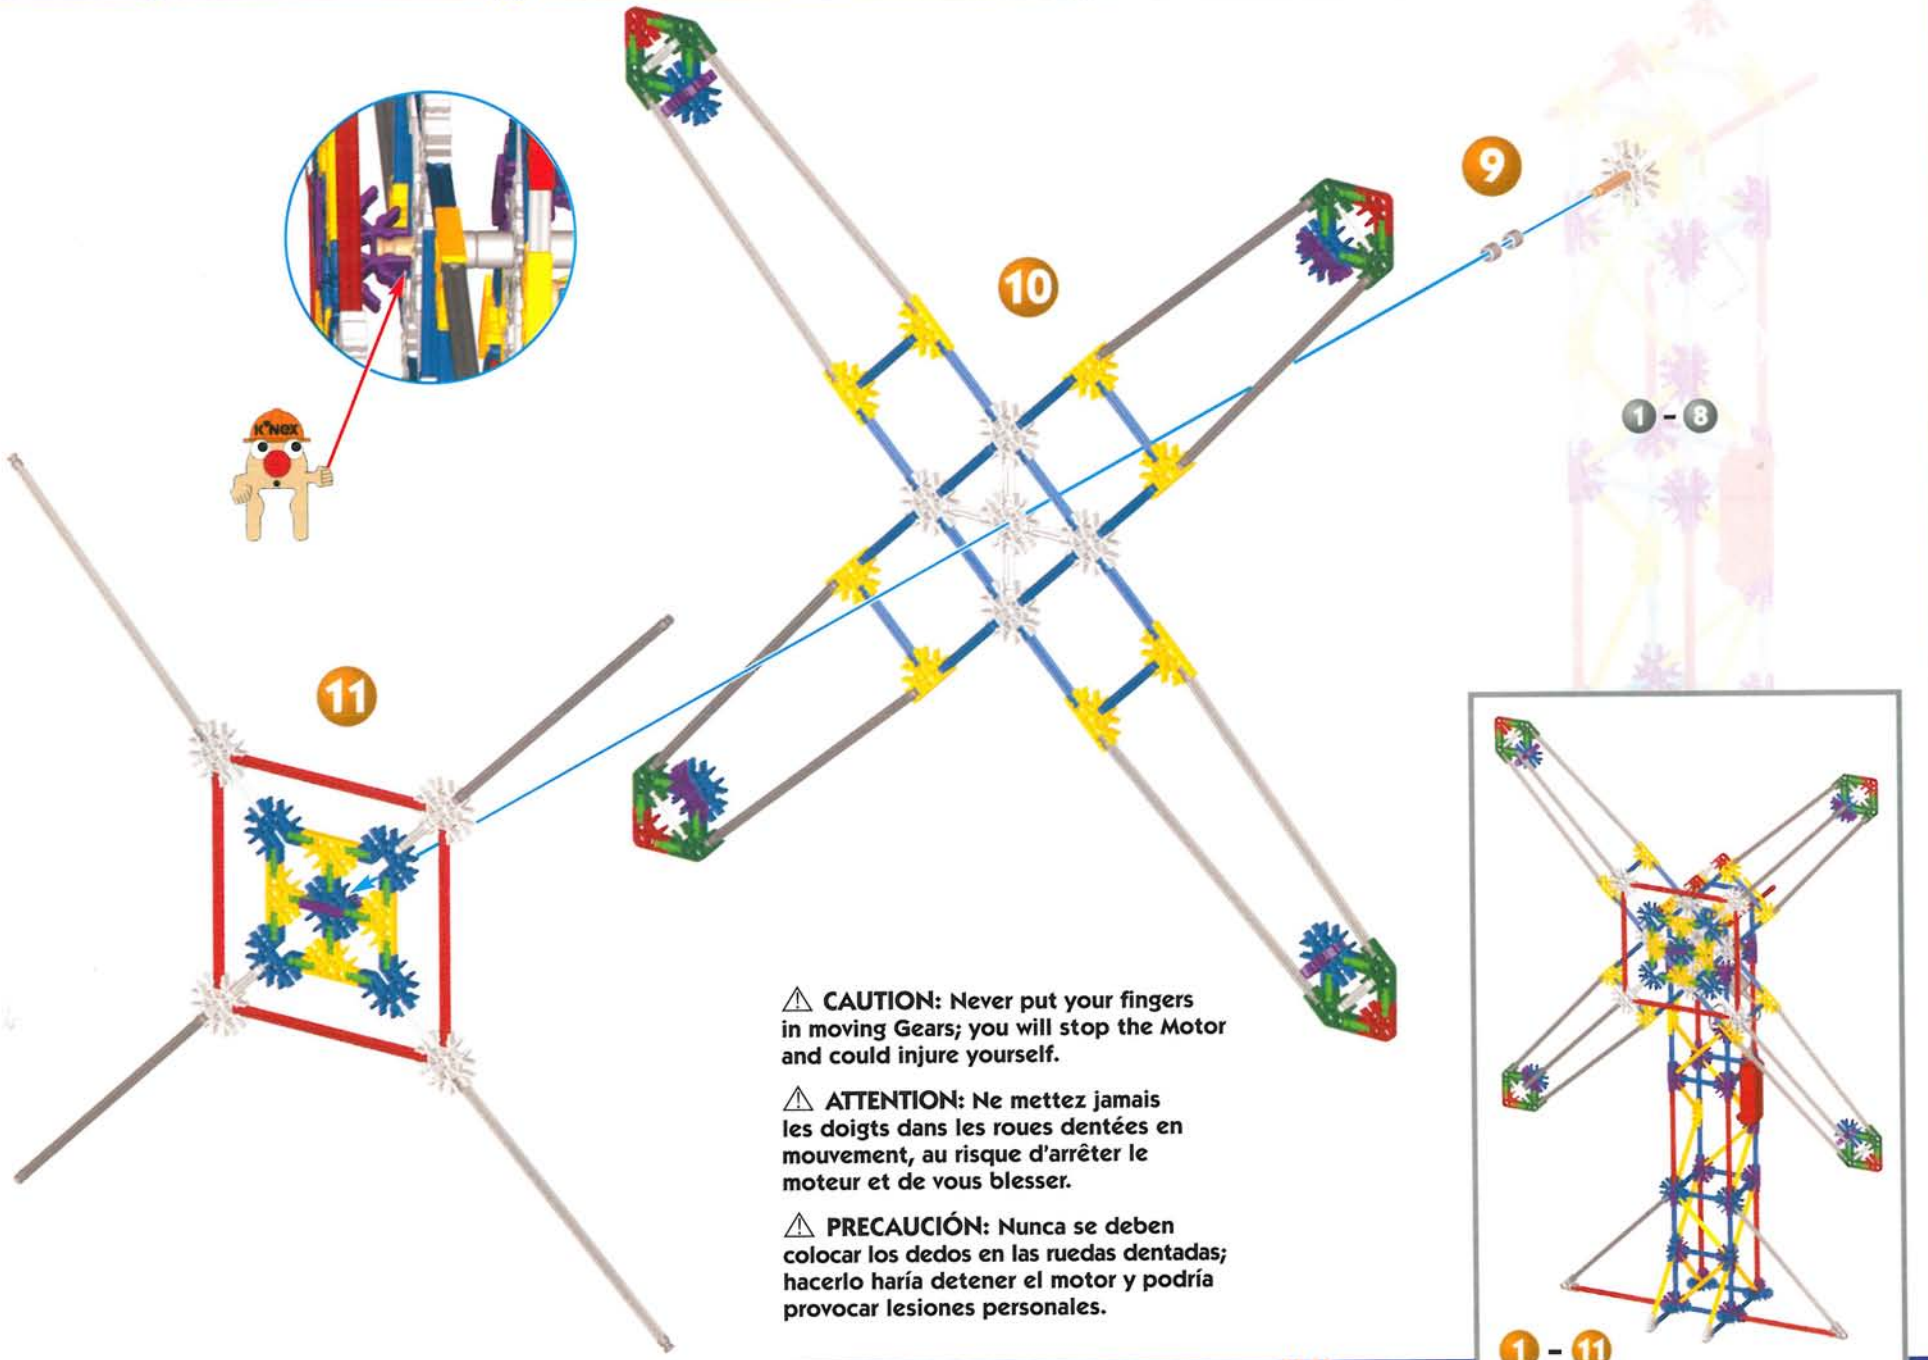 9
10
K'NEX
1 - 8
11
⚠ CAUTION: Never put your fingers
in moving Gears; you will stop the Motor
and could injure yourself.
⚠ ATTENTION: Ne mettez jamais
les doigts dans les roues dentées en
mouvement, au risque d'arrêter le
moteur et de vous blesser.
⚠ PRECAUCIÓN: Nunca se deben
colocar los dedos en las ruedas dentadas;
hacerlo haría detener el motor y podría
provocar lesiones personales.
1 - 11